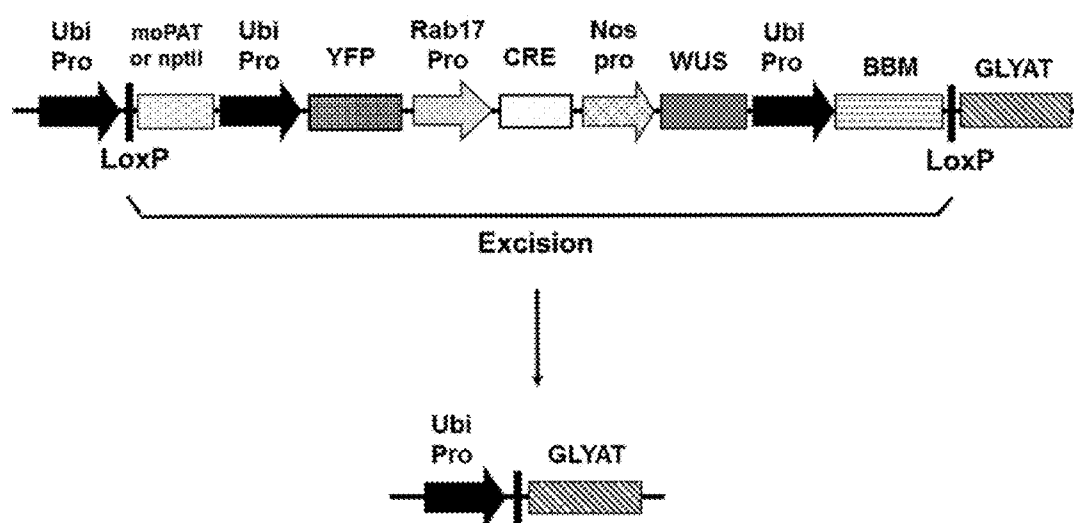 Ubi
Pro
moPAT
or nptII
Ubi
Pro
YFP
Rab17
Pro
CRE
Nos
pro
WUS
Ubi
Pro
BBM
GLYAT
LoxP
LoxP
Excision
Ubi
Pro
GLYAT